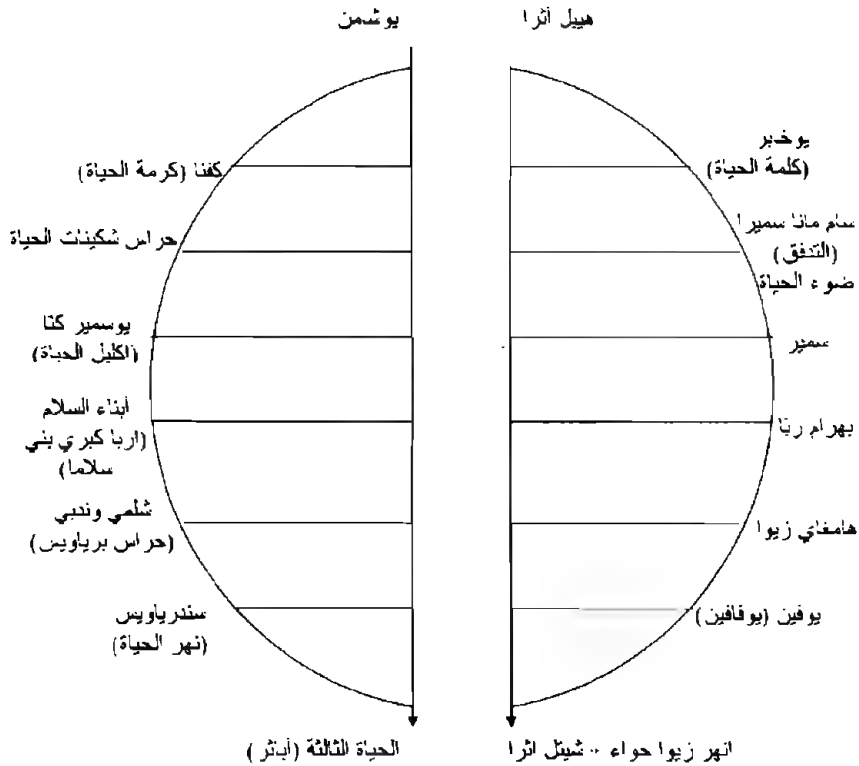 هيبل أثرا
يوشمن
يوخبر
(كلمة الحياة)
سام مانا سميرا
(التدفق)
ضوء الحياة
سمير
بهرام ربا
هامغاي زيوا
يوفين (يوفافين)
كفنا (كرمة الحياة)
حراس شكينات الحياة
يوسمير كنا
(اكليل الحياة)
أبناء السلام
(اربا كبري بني
سلاما)
شلمي وندبي
(حراس برياويس)
سندرياويس
(نهر الحياة)
انهر زيوا حواء - شيتل اثرا
الحياة الثالثة (أباثر)